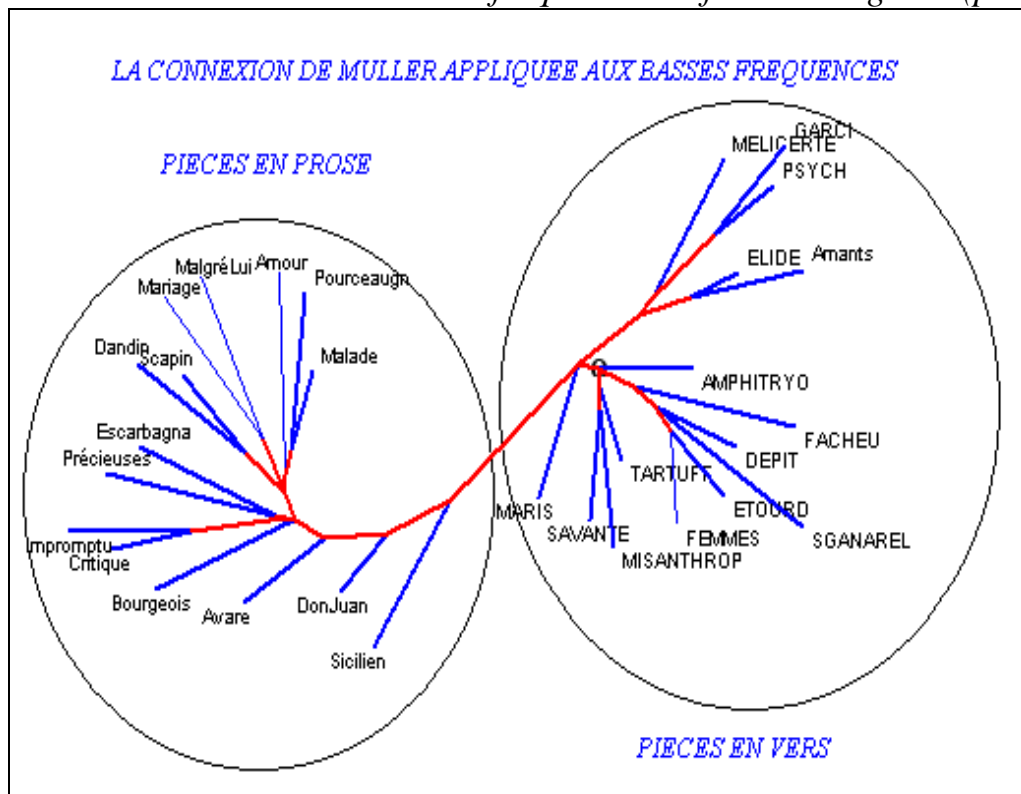 LA CONNEXION DE MULLER APPLIQUEE AUX BASSES FREQUENCES
PIECES EN PROSE
GARCI
MELICERTE
PSYCH
ELIDE
Amants
MalgréLui
Amour
Mariage
Pourceaugn
Dandin
Scapin
Malade
AMPHITRYO
Escarbagna
FACHEU
Précieuses
DEPIT
TARTUFF
MARIS
ETOURD
SAVANTE
FEMMES
SGANAREL
Impromptu
MISANTHROP
Critique
Bourgeois
DonJuan
Avare
Sicilien
PIECES EN VERS